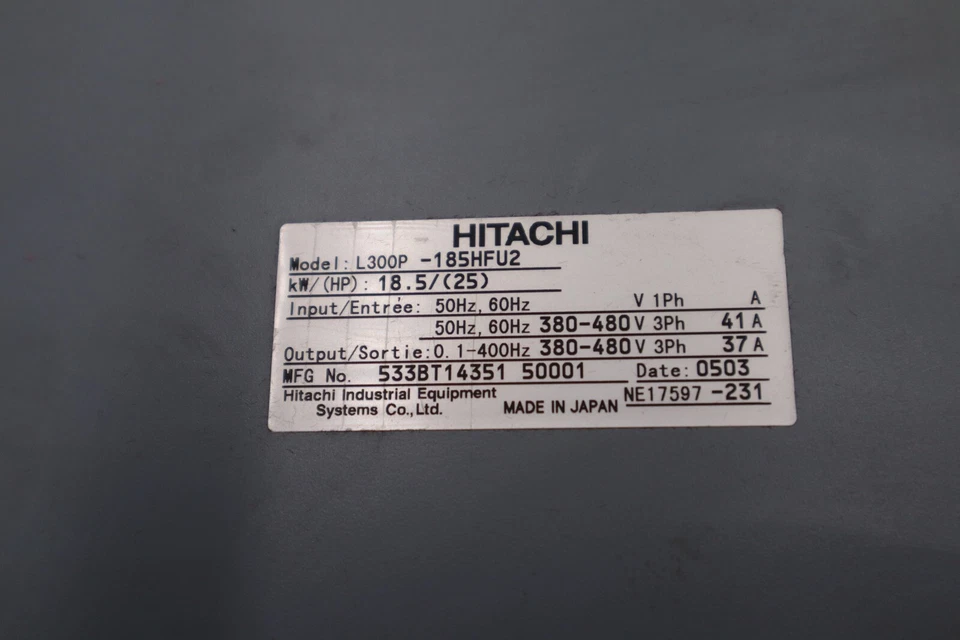 HITACHI
Model: L300P -185HFU2
kW/(HP): 18.5/(25)
Input/Entrée: 50Hz, 60Hz V 1Ph A
50Hz, 60Hz 380-480 V 3Ph 41 A
Output/Sortie: 0.1-400Hz 380-480 V 3Ph 37 A
MFG No. 533BT14351 50001 Date: 0503
Hitachi Industrial Equipment
Systems Co., Ltd. MADE IN JAPAN NE17597 -231